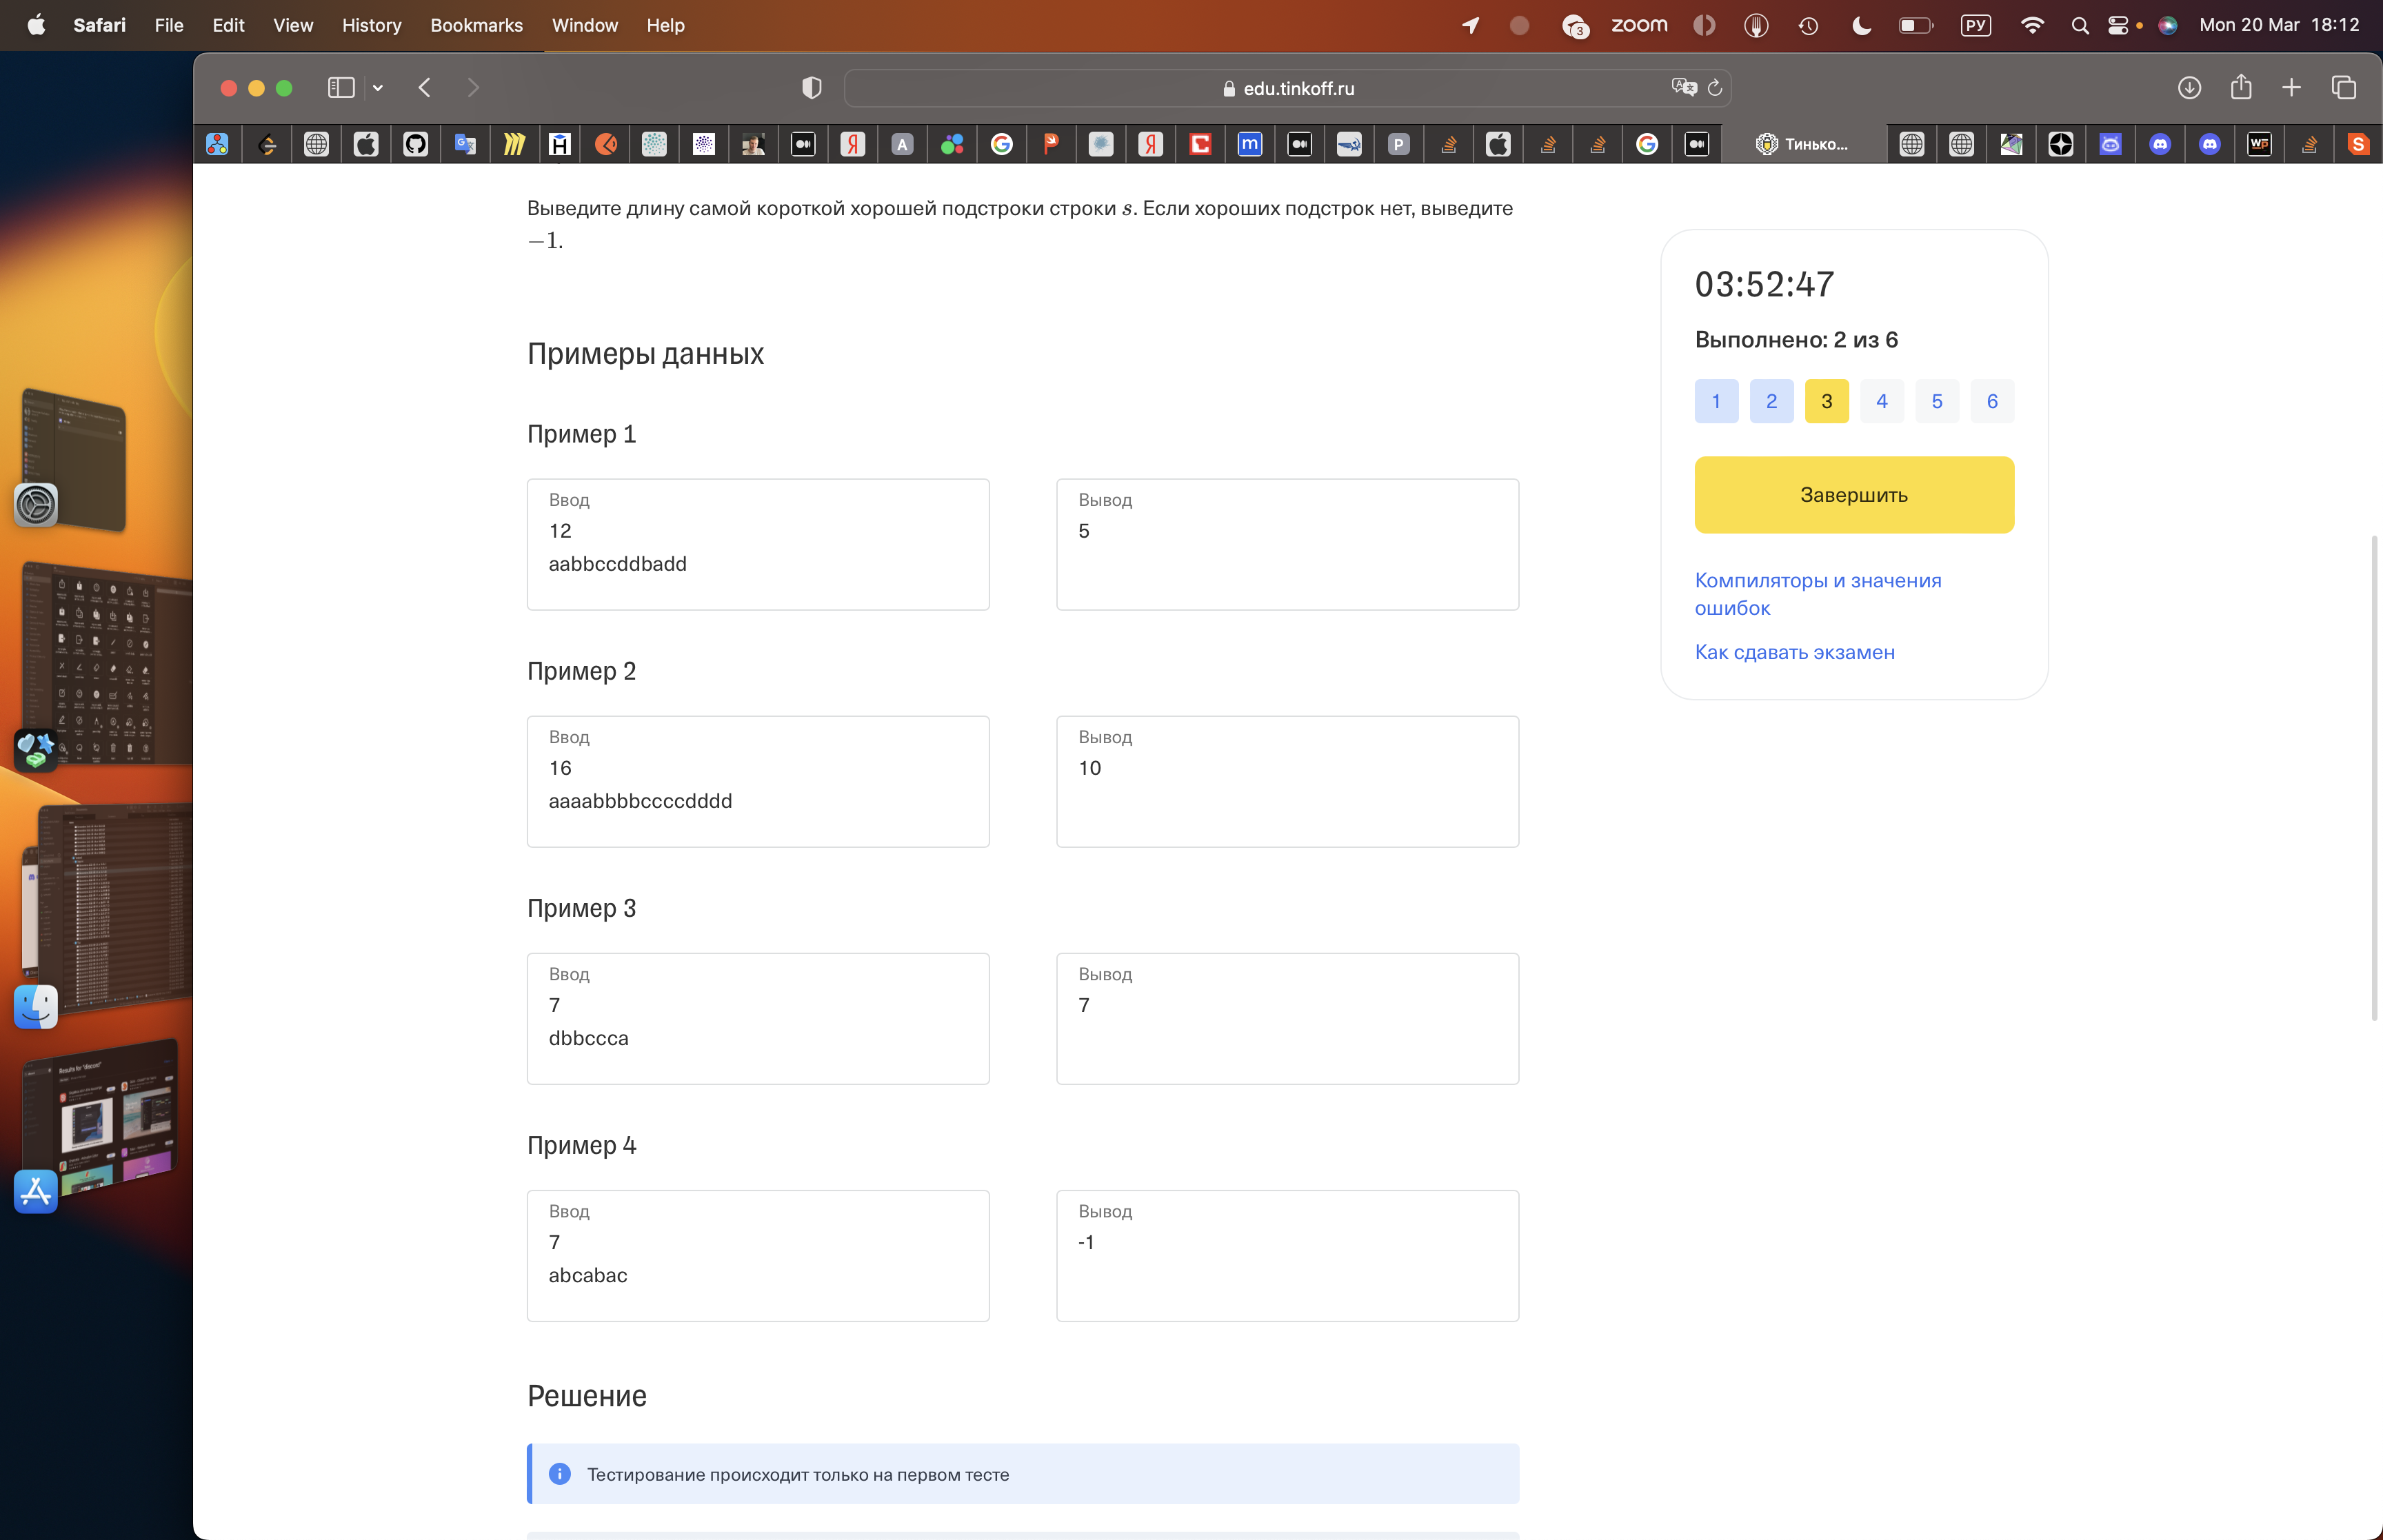 Safari File Edit View History Bookmarks Window Help
3 zoom РУ Mon 20 Mar 18:12
edu.tinkoff.ru
Тинько...
Выведите длину самой короткой хорошей подстроки строки s. Если хороших подстрок нет, выведите
−1.
03:52:47
Выполнено: 2 из 6
1 2 3 4 5 6
Завершить
Компиляторы и значения
ошибок
Как сдавать экзамен
Примеры данных
Пример 1
Ввод
12
aabbccddbadd
Вывод
5
Пример 2
Ввод
16
aaaabbbbccccdddd
Вывод
10
Пример 3
Ввод
7
dbbccca
Вывод
7
Пример 4
Ввод
7
abcabac
Вывод
-1
Решение
Тестирование происходит только на первом тесте
Results for "discord"